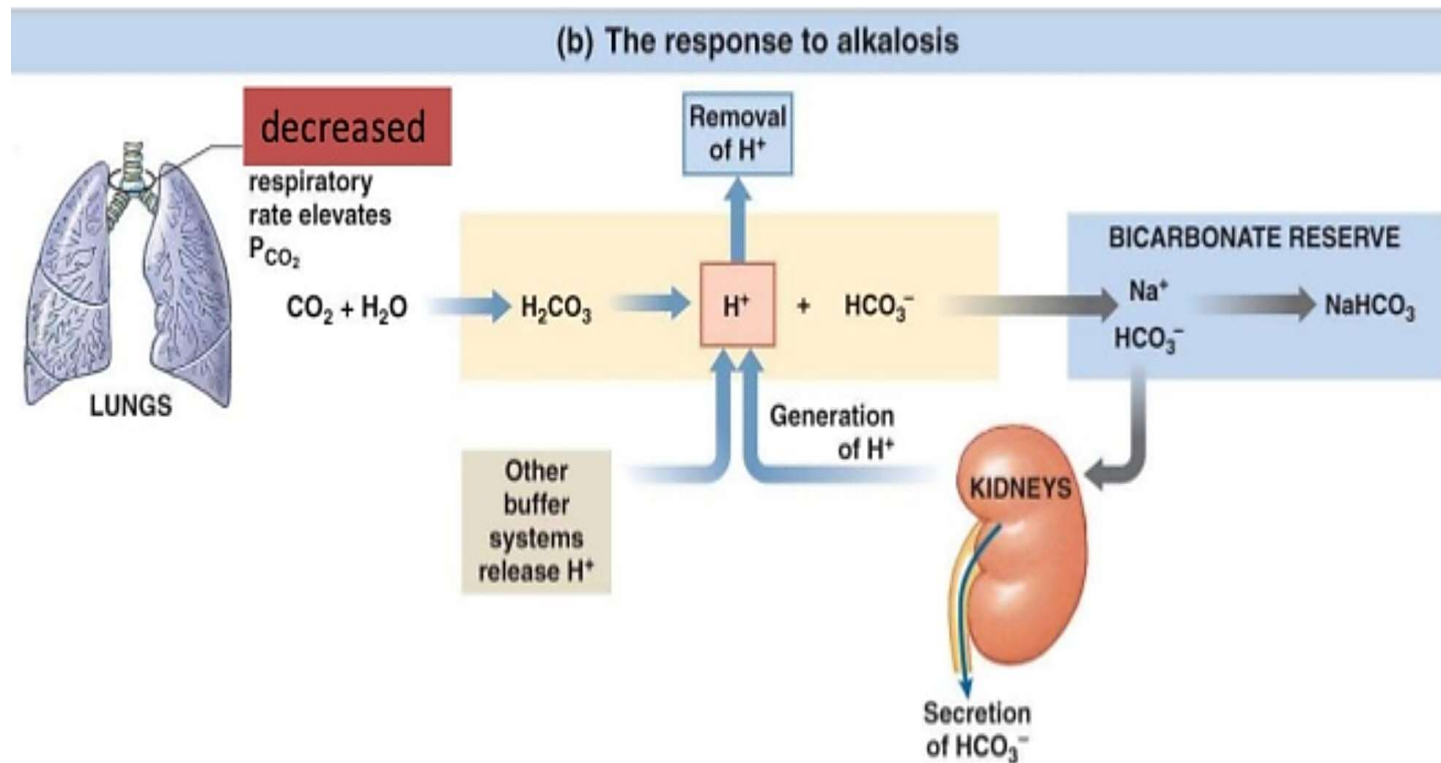 (b) The response to alkalosis
decreased
respiratory
rate elevates
P_CO₂
LUNGS
Removal
of H⁺
CO₂ + H₂O
H₂CO₃
H⁺
+
HCO₃⁻
BICARBONATE RESERVE
Na⁺
HCO₃⁻
NaHCO₃
Other
buffer
systems
release H⁺
Generation
of H⁺
KIDNEYS
Secretion
of HCO₃⁻